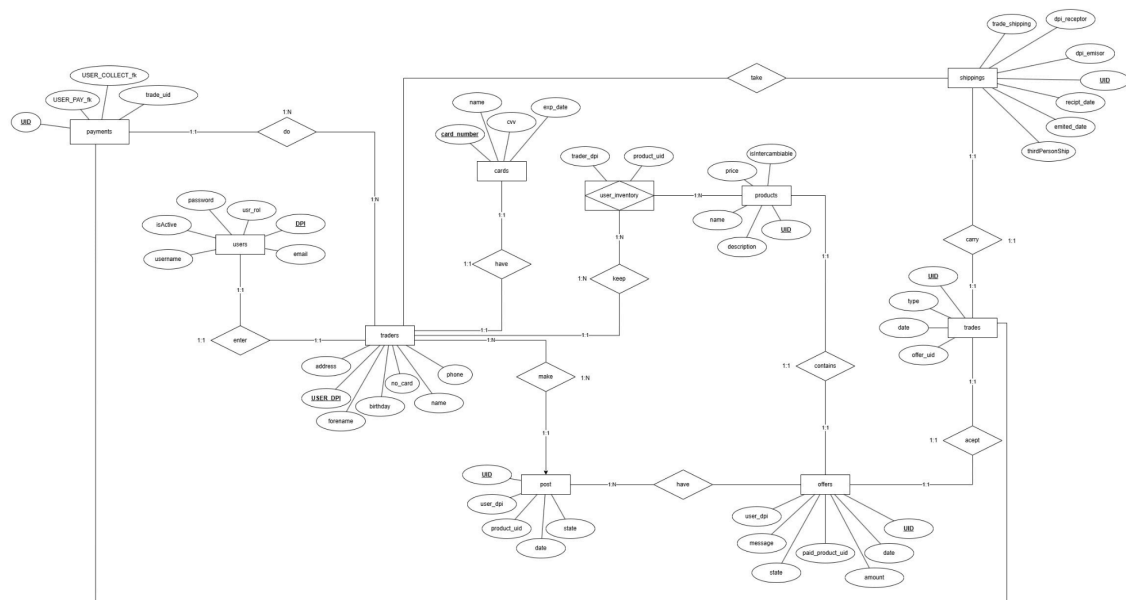 trade_shipping
dpi_receptor
dpi_emisor
UID
recipt_date
emited_date
thirdPersonShip
shippings
take
USER_COLLECT_fk
USER_PAY_fk
trade_uid
UID
payments
1:1
do
1:N
1:N
name
cvv
exp_date
card_number
cards
1:1
have
1:1
1:1
trader_dpi
product_uid
user_inventory
1:N
1:N
keep
1:N
1:1
isIntercambiable
price
name
description
UID
products
1:1
contains
1:1
1:1
password
usr_rol
isActive
DPI
username
email
users
1:1
enter
1:1
1:1
traders
address
USER_DPI
forename
birthday
no_card
name
phone
1:N
make
1:N
1:1
1:1
carry
1:1
1:1
UID
type
date
offer_uid
trades
1:1
acept
1:1
1:1
UID
user_dpi
product_uid
date
state
post
1:N
have
offers
user_dpi
message
state
paid_product_uid
amount
date
UID